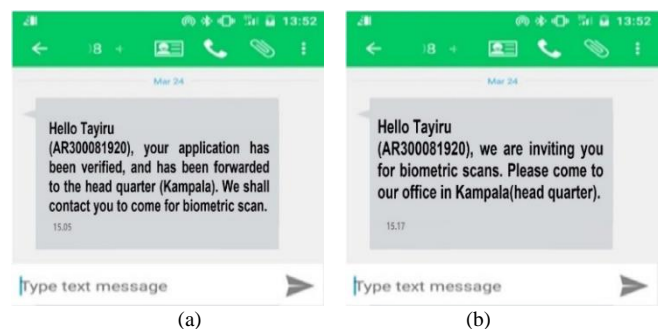 13:52
)8 +
Mar 24
Hello Tayiru
(AR300081920), your application has
been verified, and has been forwarded
to the head quarter (Kampala). We shall
contact you to come for biometric scan.
15.05
Type text message
(a)
13:52
)8 +
Mar 24
Hello Tayiru
(AR300081920), we are inviting you
for biometric scans. Please come to
our office in Kampala(head quarter).
15.17
Type text message
(b)